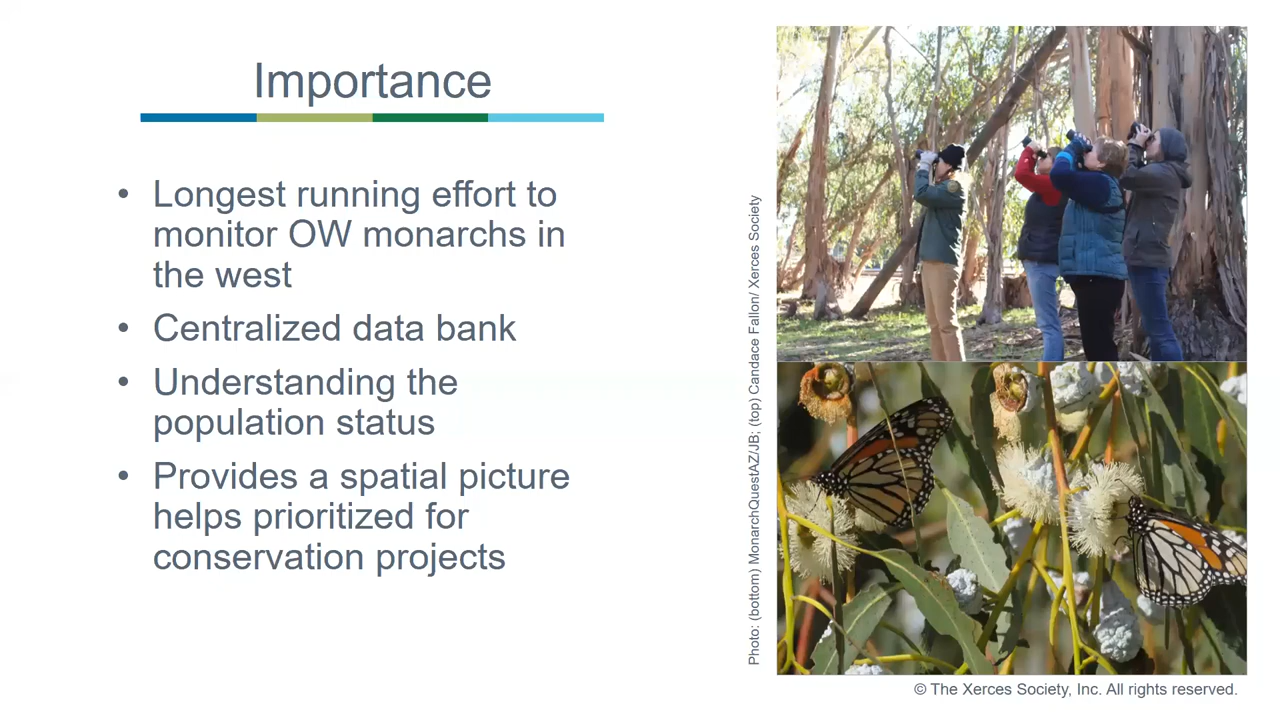 Importance
• Longest running effort to
monitor OW monarchs in
the west
• Centralized data bank
• Understanding the
population status
• Provides a spatial picture
helps prioritized for
conservation projects
Photo: (bottom) MonarchQuestAZ/JB; (top) Candace Fallon/ Xerces Society
© The Xerces Society, Inc. All rights reserved.